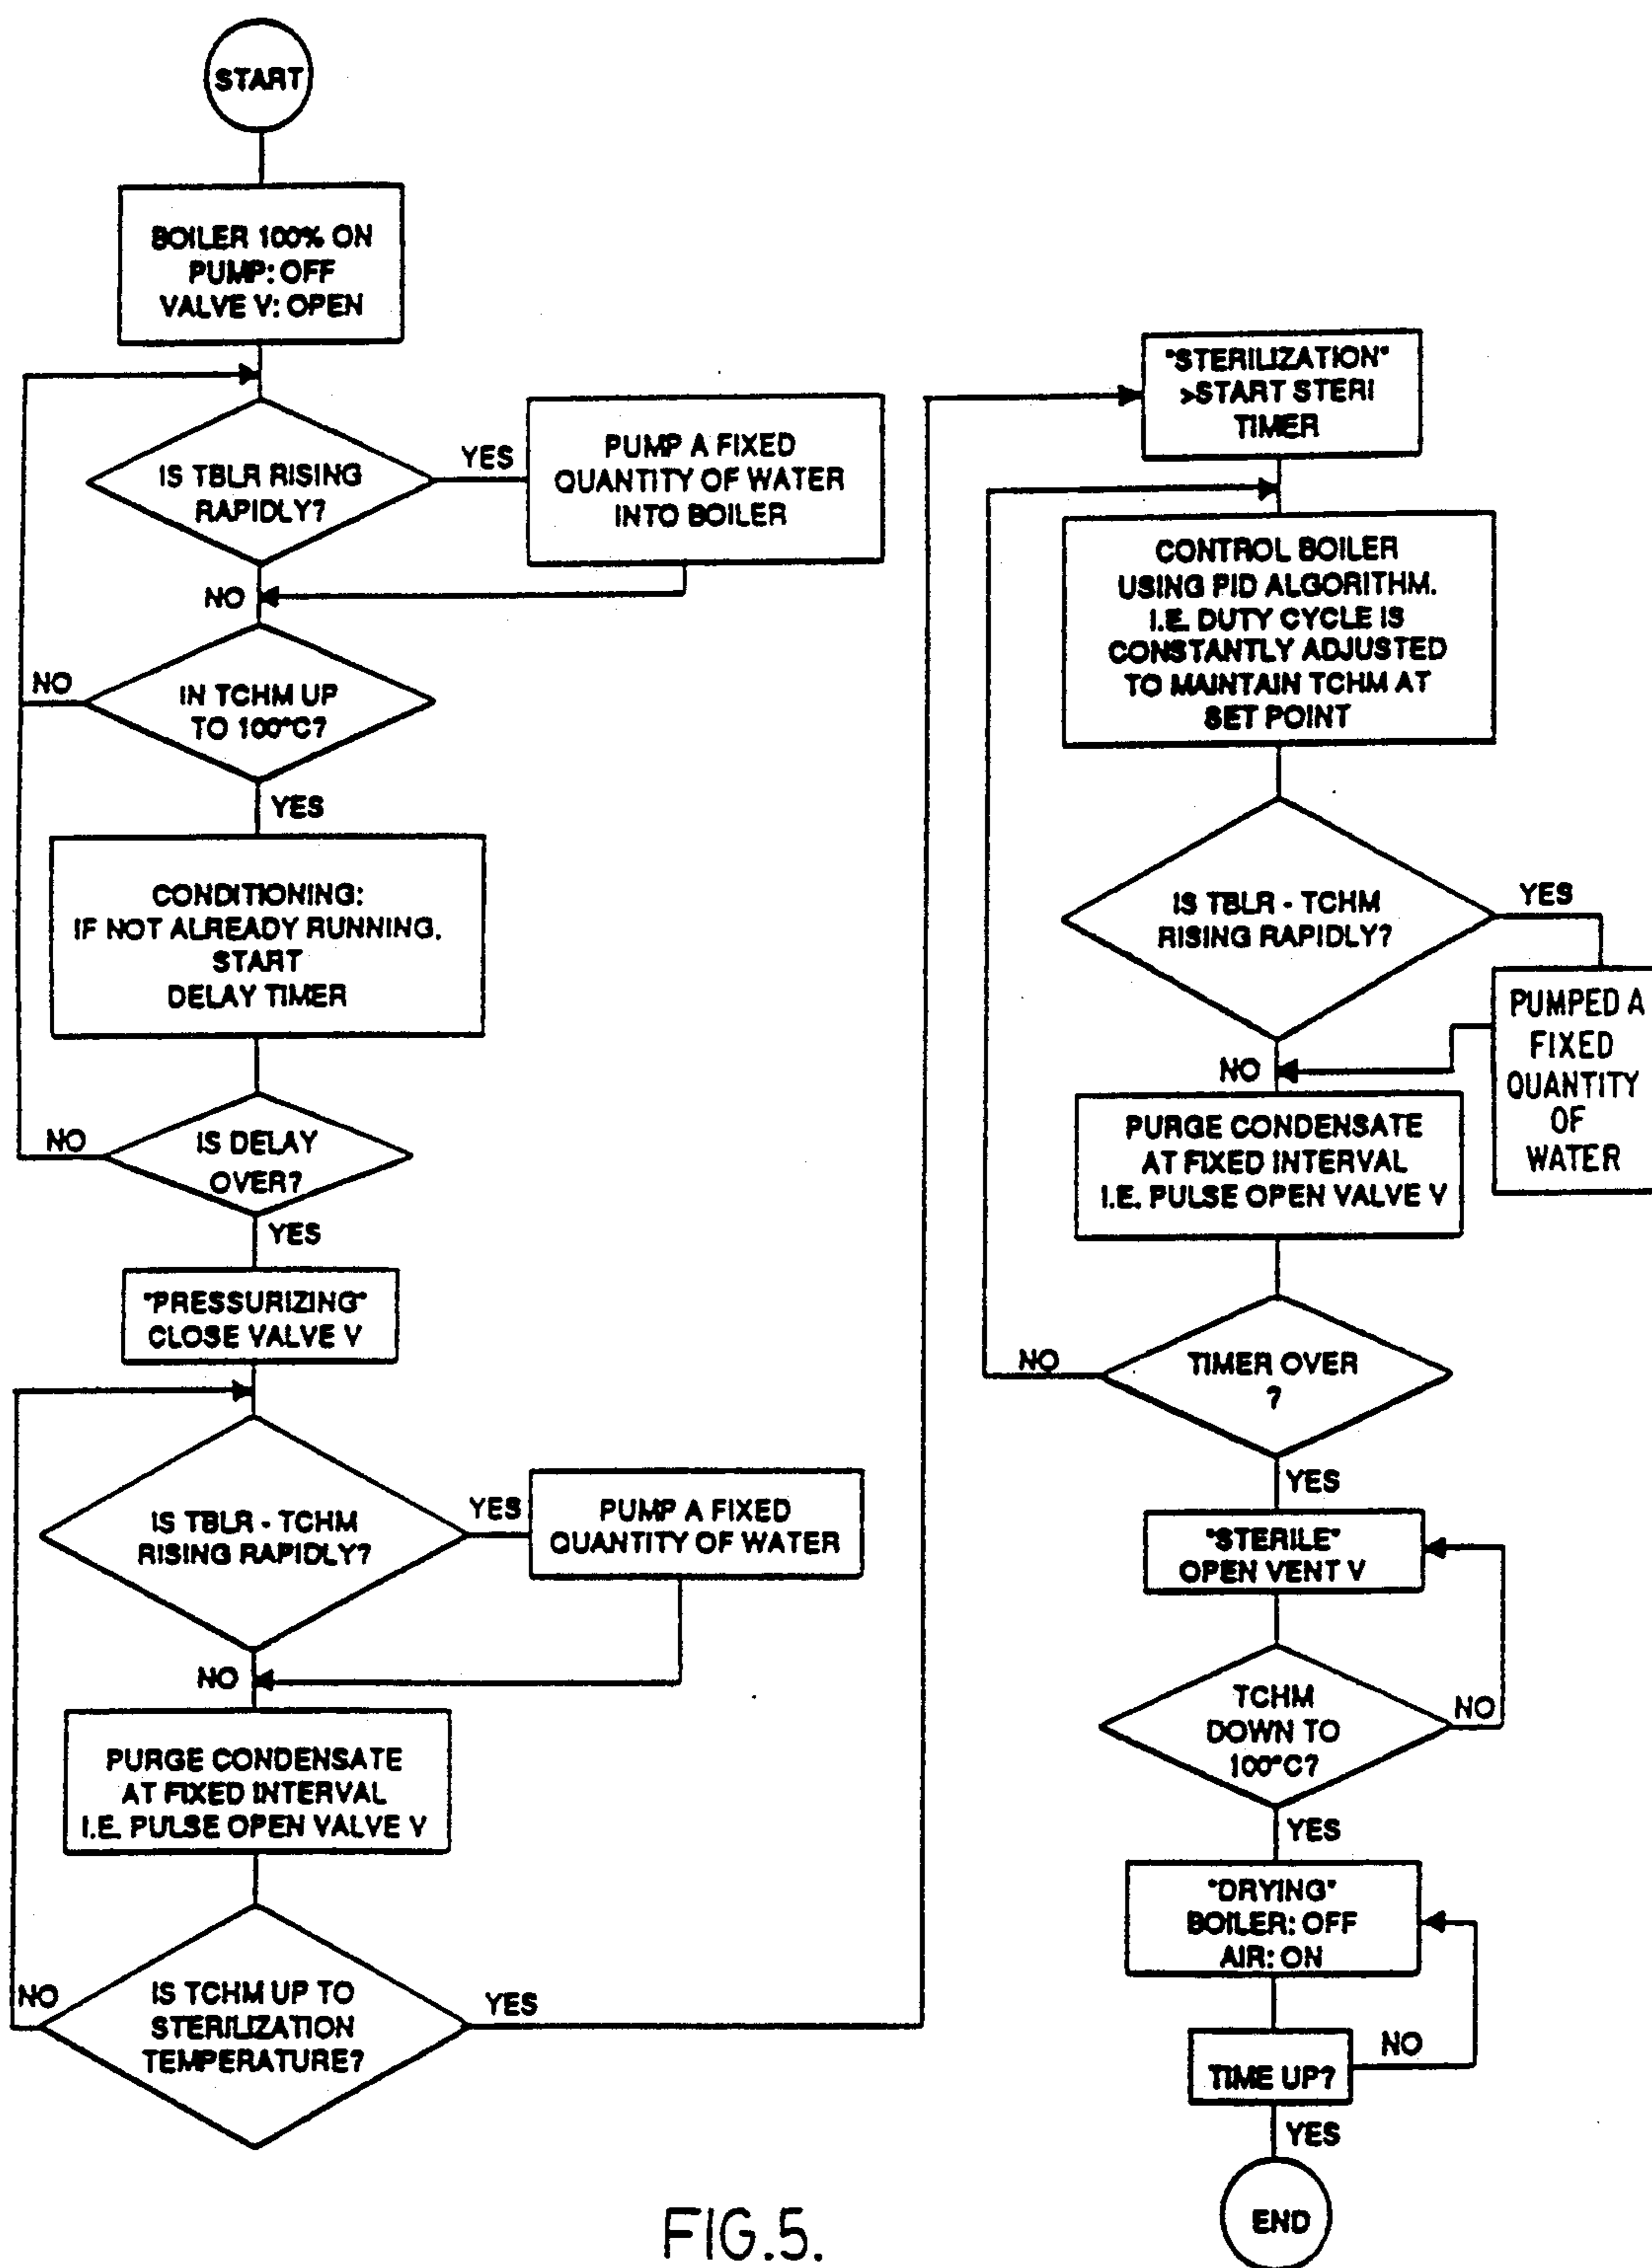 START
BOILER 100% ON
PUMP: OFF
VALVE V: OPEN
IS TBLR RISING
RAPIDLY?
YES
PUMP A FIXED
QUANTITY OF WATER
INTO BOILER
NO
IN TCHM UP
TO 100°C?
NO
YES
CONDITIONING:
IF NOT ALREADY RUNNING,
START
DELAY TIMER
IS DELAY
OVER?
NO
YES
"PRESSURIZING"
CLOSE VALVE V
IS TBLR - TCHM
RISING RAPIDLY?
YES
PUMP A FIXED
QUANTITY OF WATER
NO
PURGE CONDENSATE
AT FIXED INTERVAL
I.E. PULSE OPEN VALVE V
IS TCHM UP TO
STERILIZATION
TEMPERATURE?
NO
YES
"STERILIZATION"
>START STERI
TIMER
CONTROL BOILER
USING PID ALGORITHM.
I.E. DUTY CYCLE IS
CONSTANTLY ADJUSTED
TO MAINTAIN TCHM AT
SET POINT
IS TBLR - TCHM
RISING RAPIDLY?
YES
PUMPED A
FIXED
QUANTITY
OF
WATER
NO
PURGE CONDENSATE
AT FIXED INTERVAL
I.E. PULSE OPEN VALVE V
TIMER OVER
?
NO
YES
"STERILE"
OPEN VENT V
TCHM
DOWN TO
100°C?
NO
YES
"DRYING"
BOILER: OFF
AIR: ON
TIME UP?
NO
YES
END
FIG.5.